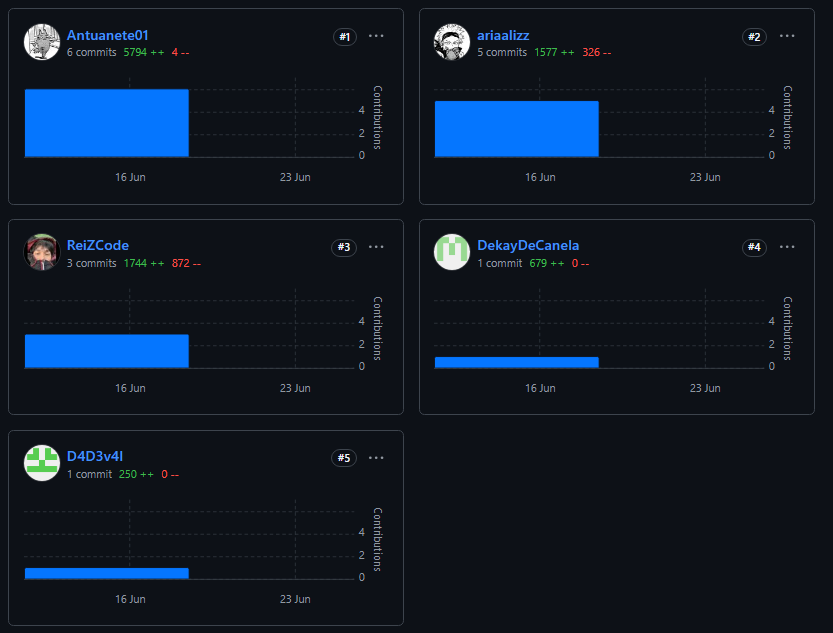 Antuanete01 #1 ...
6 commits 5794 ++ 4 --
4
2
0
Contributions
16 Jun 23 Jun
ariaalizz #2 ...
5 commits 1577 ++ 326 --
4
2
0
Contributions
16 Jun 23 Jun
ReiZCode #3 ...
3 commits 1744 ++ 872 --
4
2
0
Contributions
16 Jun 23 Jun
DekayDeCanela #4 ...
1 commit 679 ++ 0 --
4
2
0
Contributions
16 Jun 23 Jun
D4D3v4l #5 ...
1 commit 250 ++ 0 --
4
2
0
Contributions
16 Jun 23 Jun